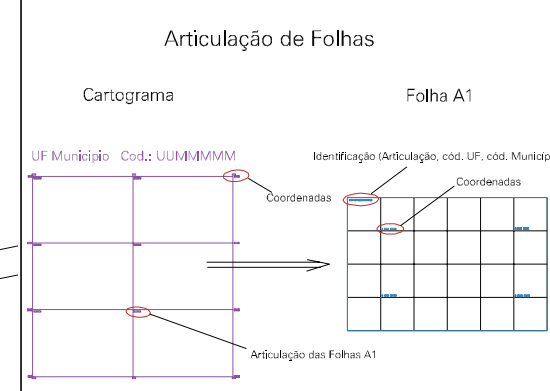 Articulação de Folhas
Cartograma
Folha A1
UF Municipio Cod.: UUMMMMM
Identificação (Articulação, cód. UF, cód. Municíp
Coordenadas
Coordenadas
Articulação das Folhas A1